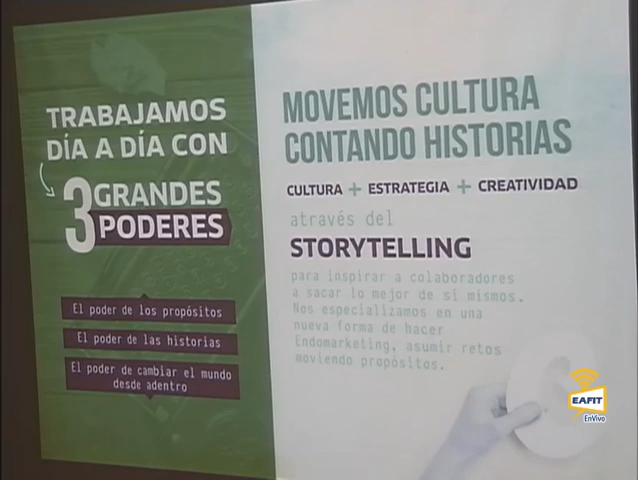 TRABAJAMOS
DÍA A DÍA CON
3 GRANDES
PODERES
El poder de los propósitos
El poder de las historias
El poder de cambiar el mundo
desde adentro
MOVEMOS CULTURA
CONTANDO HISTORIAS
CULTURA + ESTRATEGIA + CREATIVIDAD
através del
STORYTELLING
para inspirar a colaboradores
a sacar lo mejor de sí mismos.
Nos especializamos en una
nueva forma de hacer
Endomarketing, asumir retos
moviendo propósitos.
EAFIT
EnVivo